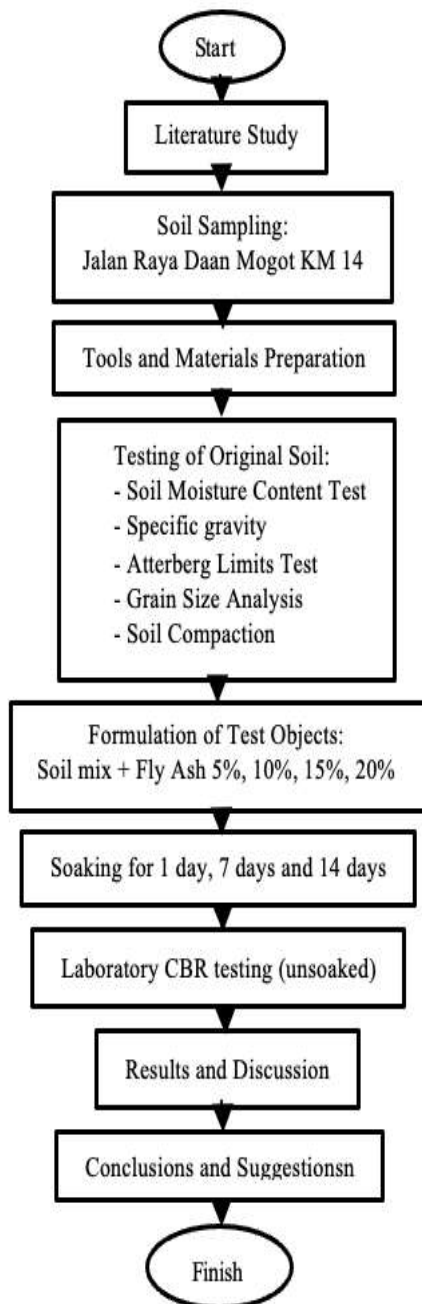 Start
Literature Study
Soil Sampling:
Jalan Raya Daan Mogot KM 14
Tools and Materials Preparation
Testing of Original Soil:
- Soil Moisture Content Test
- Specific gravity
- Atterberg Limits Test
- Grain Size Analysis
- Soil Compaction
Formulation of Test Objects:
Soil mix + Fly Ash 5%, 10%, 15%, 20%
Soaking for 1 day, 7 days and 14 days
Laboratory CBR testing (unsoaked)
Results and Discussion
Conclusions and Suggestionsn
Finish